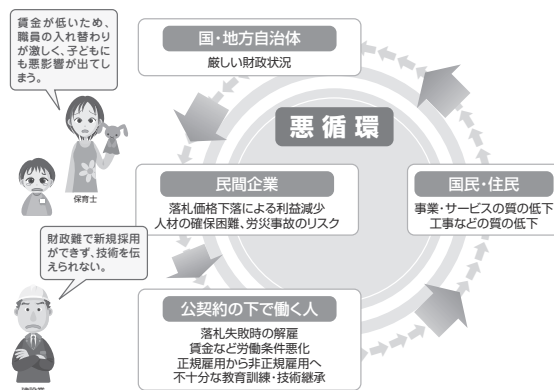 賃金が低いため、
職員の入れ替わり
が激しく、子どもに
も悪影響が出てし
まう。
保育士
国・地方自治体
厳しい財政状況
悪循環
民間企業
落札価格下落による利益減少
人材の確保困難、労災事故のリスク
国民・住民
事業・サービスの質の低下
工事などの質の低下
財政難で新規採用
ができず、技術を伝
えられない。
公契約の下で働く人
落札失敗時の解雇
賃金など労働条件悪化
正規雇用から非正規雇用へ
不十分な教育訓練・技術継承